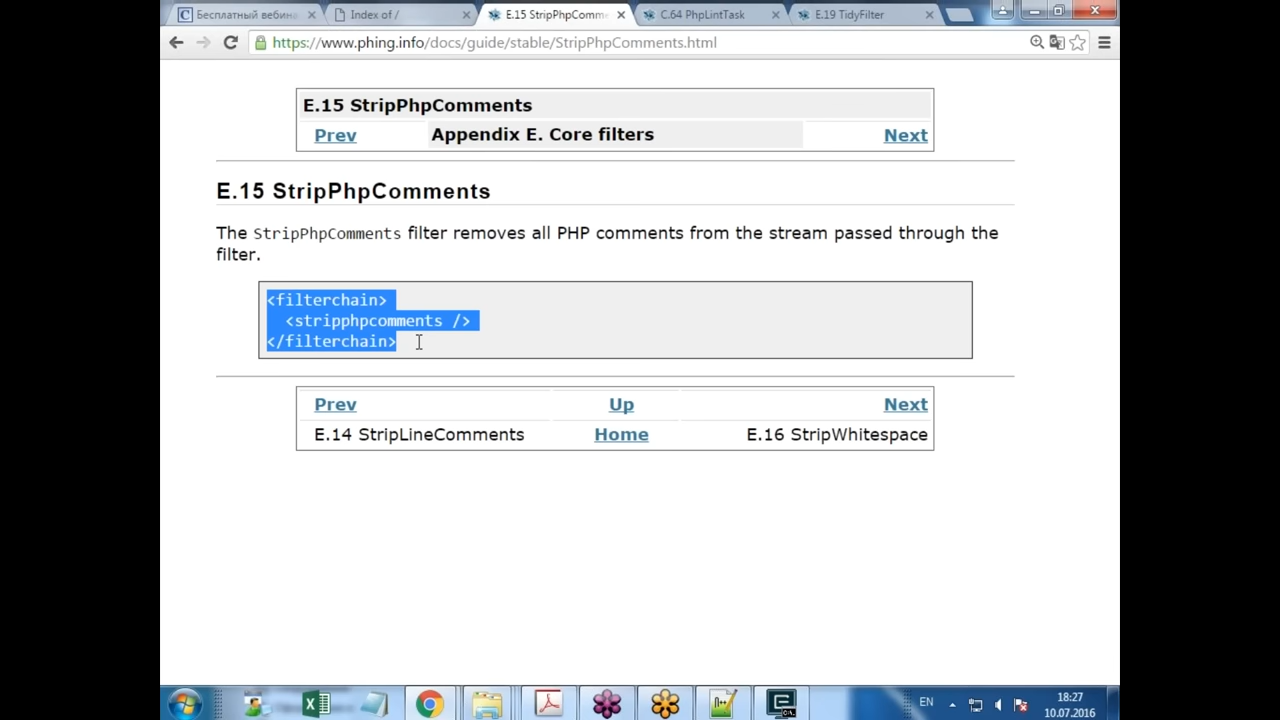 Бесплатный вебина
Index of /
E.15 StripPhpComme
C.64 PhpLintTask
E.19 TidyFilter
https://www.phing.info/docs/guide/stable/StripPhpComments.html
E.15 StripPhpComments
Prev
Appendix E. Core filters
Next
E.15 StripPhpComments
The StripPhpComments filter removes all PHP comments from the stream passed through the
filter.
<filterchain>
<stripphpcomments />
</filterchain>
Prev
Up
Next
E.14 StripLineComments
Home
E.16 StripWhitespace
EN
18:27
10.07.2016